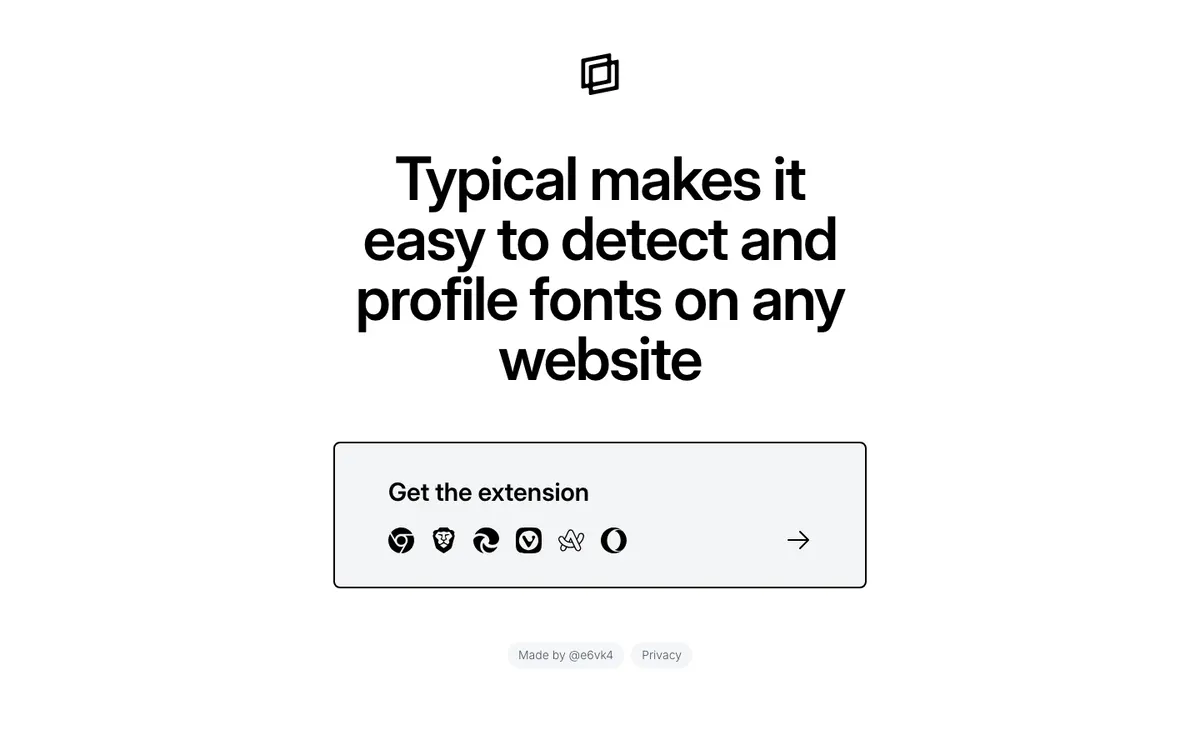 Typical makes it
easy to detect and
profile fonts on any
website
Get the extension
Made by @e6vk4
Privacy